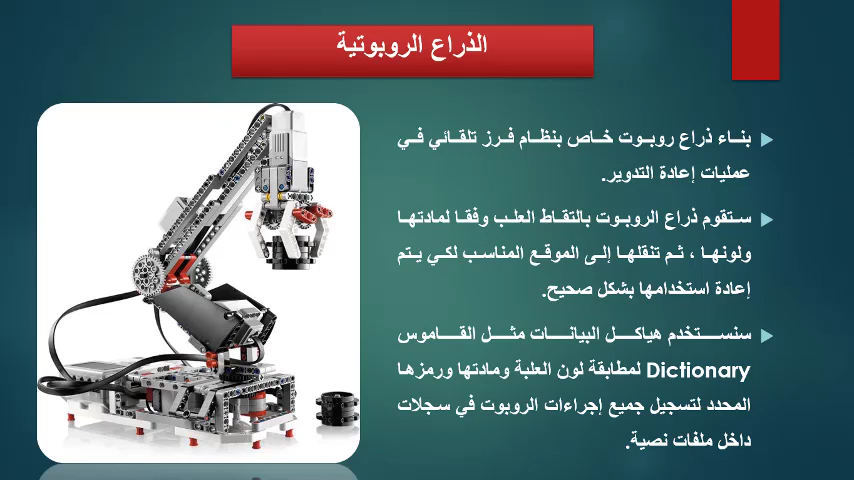 الذراع الروبوتية
بناء ذراع روبوت خاص بنظام فرز تلقائي في
عمليات إعادة التدوير.
ستقوم ذراع الروبوت بالتقاط العلب وفقا لمادتها
ولونها ، ثم تنقلها إلى الموقع المناسب لكي يتم
إعادة استخدامها بشكل صحيح.
سنستخدم هياكل البيانات مثل القاموس
Dictionary لمطابقة لون العلبة ومادتها ورمزها
المحدد لتسجيل جميع إجراءات الروبوت في سجلات
داخل ملفات نصية.